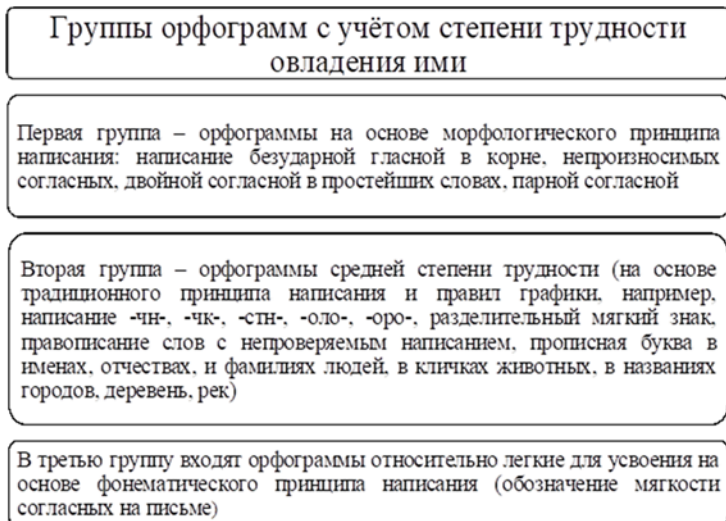 Группы орфограмм с учётом степени трудности
овладения ими
Первая группа – орфограммы на основе морфологического принципа
написания: написание безударной гласной в корне, непроизносимых
согласных, двойной согласной в простейших словах, парной согласной
Вторая группа – орфограммы средней степени трудности (на основе
традиционного принципа написания и правил графики, например,
написание -чн-, -чк-, -стн-, -оло-, -оро-, разделительный мягкий знак,
правописание слов с непроверяемым написанием, прописная буква в
именах, отчествах, и фамилиях людей, в кличках животных, в названиях
городов, деревень, рек)
В третью группу входят орфограммы относительно легкие для усвоения на
основе фонематического принципа написания (обозначение мягкости
согласных на письме)